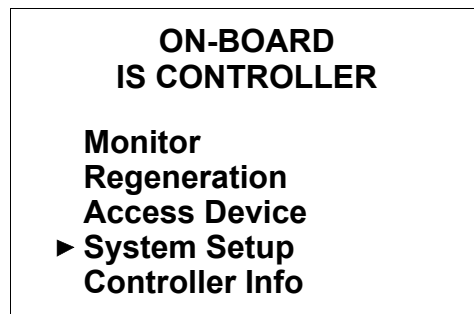 ON-BOARD
IS CONTROLLER
Monitor
Regeneration
Access Device
► System Setup
Controller Info